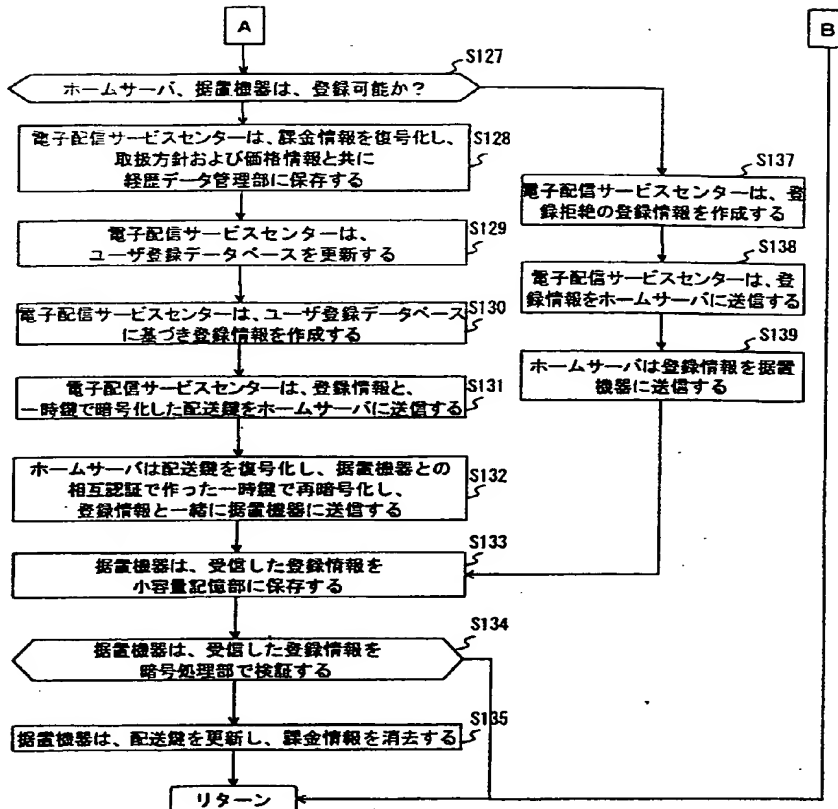 A
B
S127
ホームサーバ、据置機器は、登録可能か？
電子配信サービスセンターは、課金情報を復号化し、
取扱方針および価格情報と共に
経歴データ管理部に保存する
S128
S137
電子配信サービスセンターは、登
録拒絶の登録情報を作成する
電子配信サービスセンターは、
ユーザ登録データベースを更新する
S129
S138
電子配信サービスセンターは、登
録情報をホームサーバに送信する
電子配信サービスセンターは、ユーザ登録データベース
に基づき登録情報を作成する
S130
S139
ホームサーバは登録情報を据置
機器に送信する
電子配信サービスセンターは、登録情報と、
一時鍵で暗号化した配送鍵をホームサーバに送信する
S131
ホームサーバは配送鍵を復号化し、据置機器との
相互認証で作った一時鍵で再暗号化し、
登録情報と一緒に据置機器に送信する
S132
据置機器は、受信した登録情報を
小容量記憶部に保存する
S133
据置機器は、受信した登録情報を
暗号処理部で検証する
S134
据置機器は、配送鍵を更新し、課金情報を消去する
S135
リターン